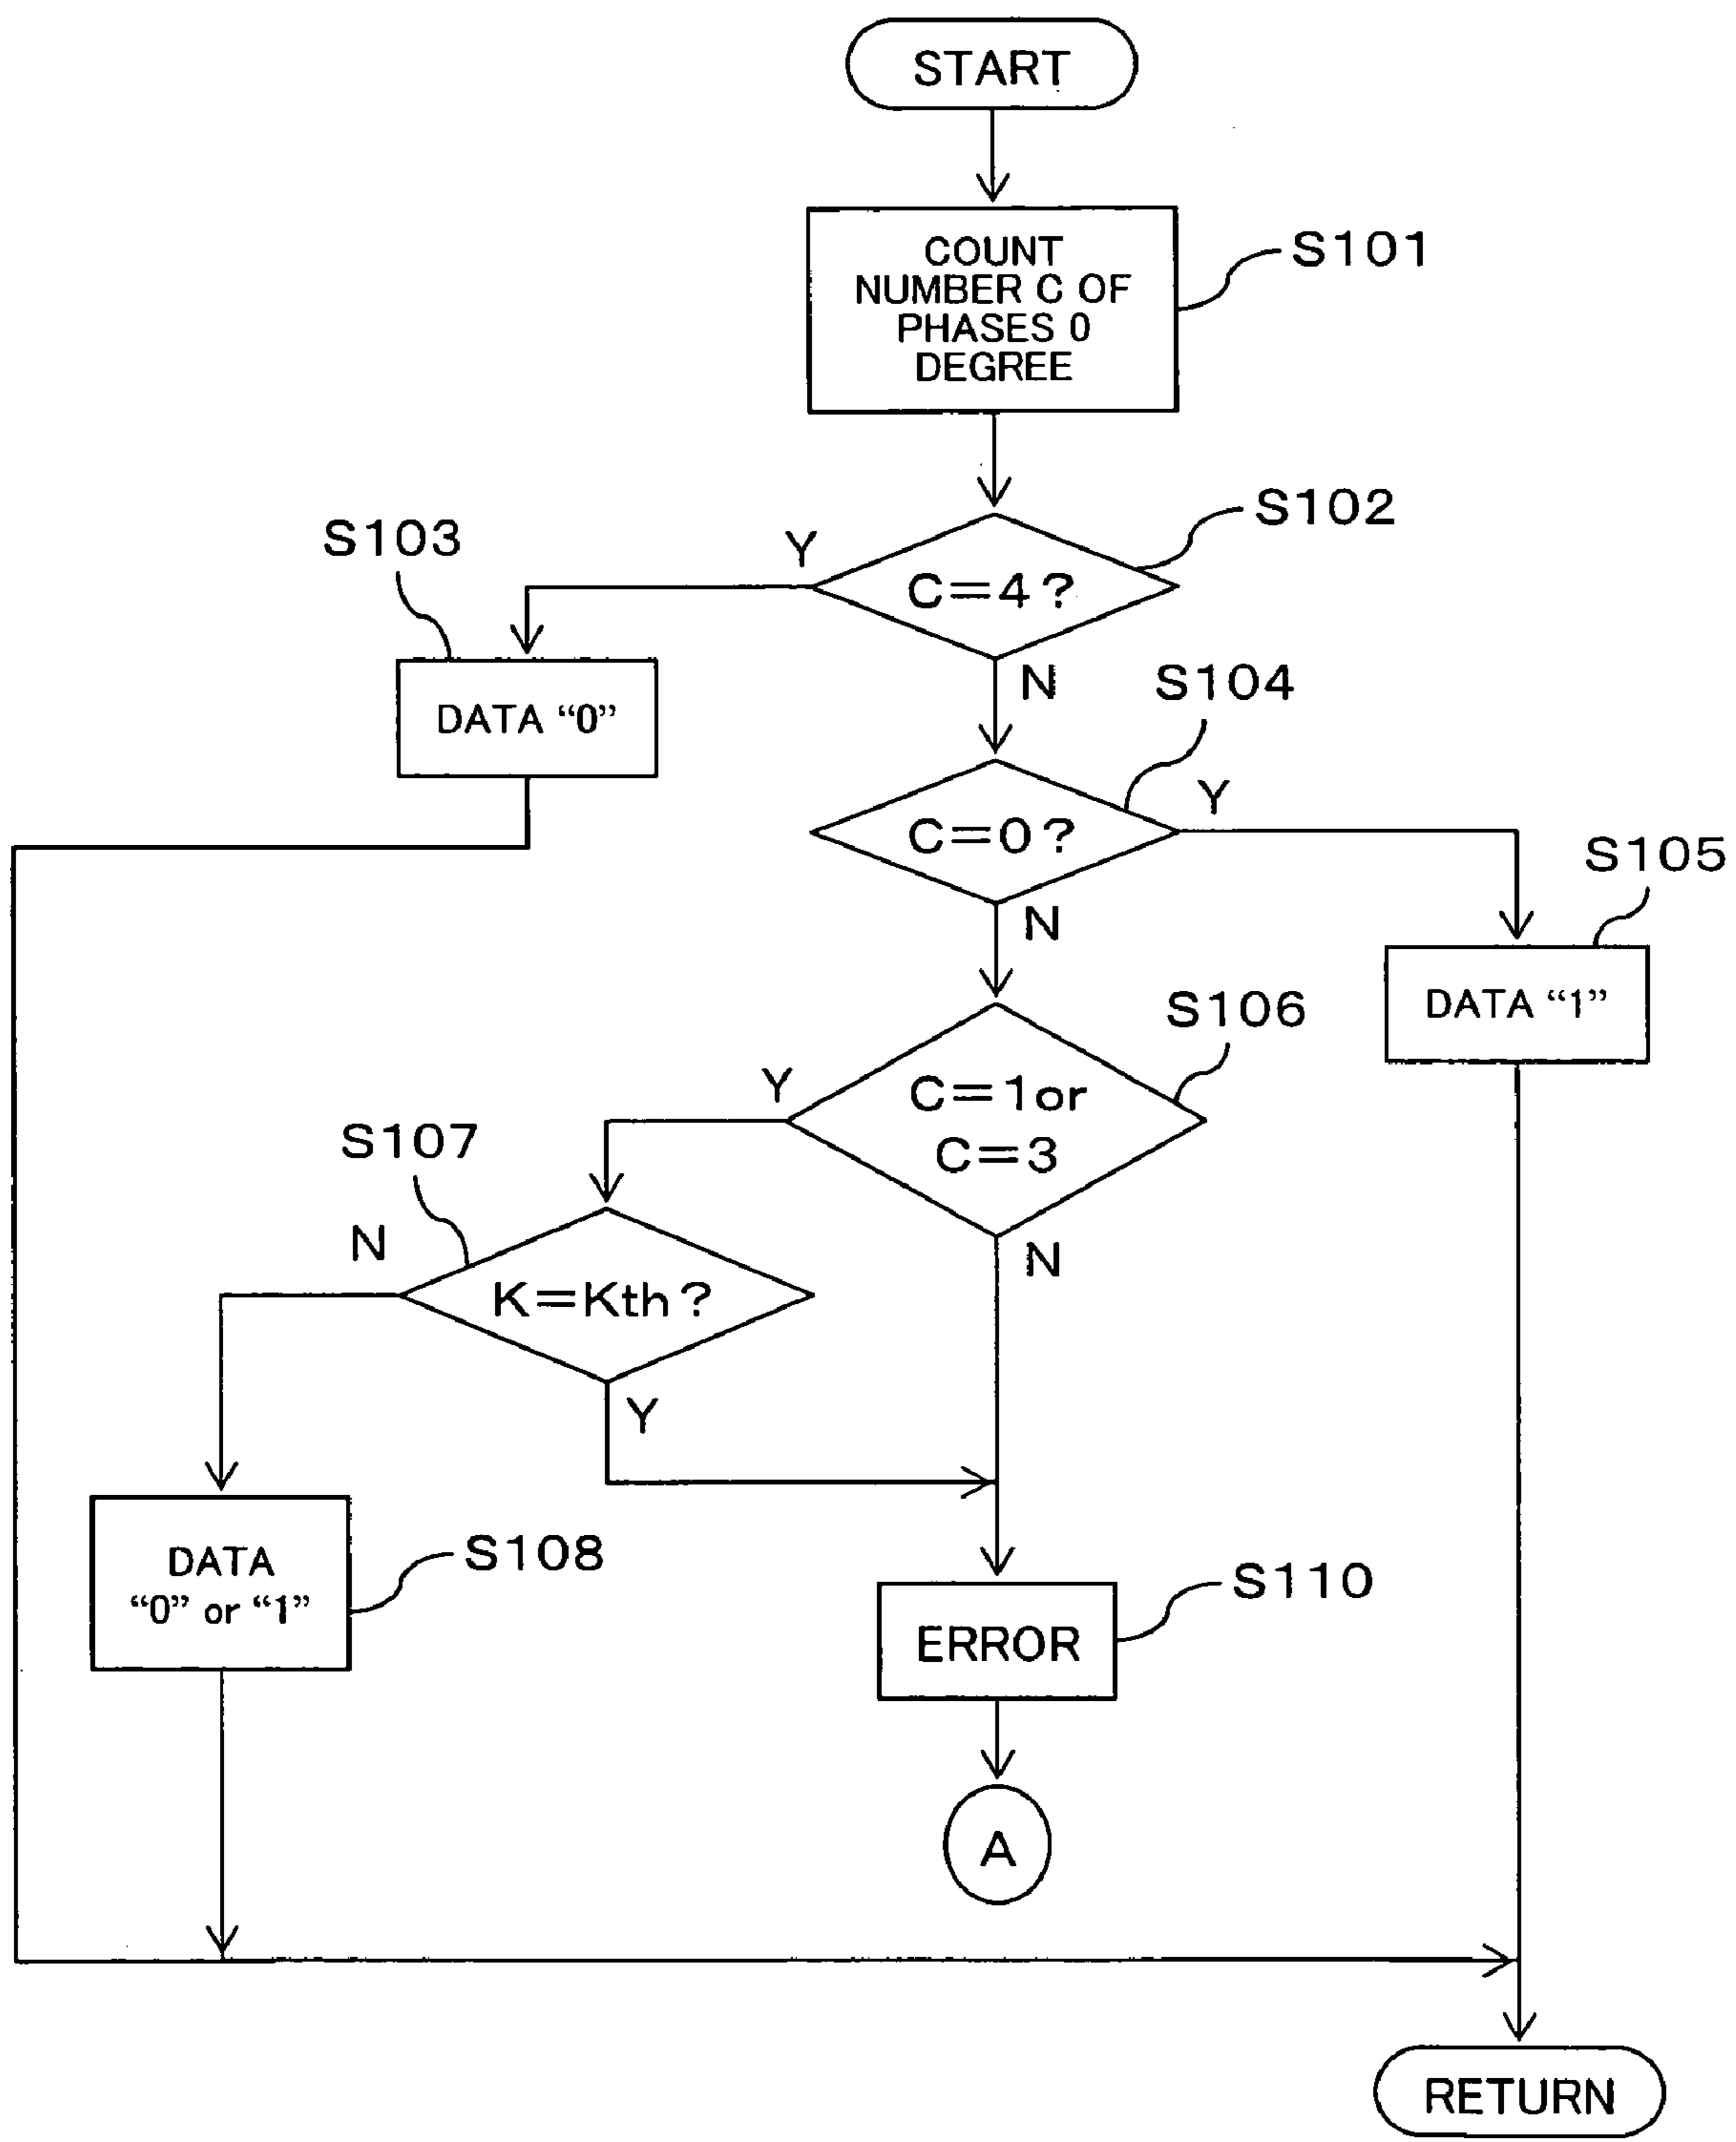 START
COUNT
NUMBER C OF
PHASES 0
DEGREE
S101
S102
C=4?
Y
N
S103
DATA “0”
S104
C=0?
Y
N
S105
DATA “1”
S106
C=1or
C=3
Y
N
S107
K=Kth?
N
Y
DATA
“0” or “1”
S108
S110
ERROR
A
RETURN